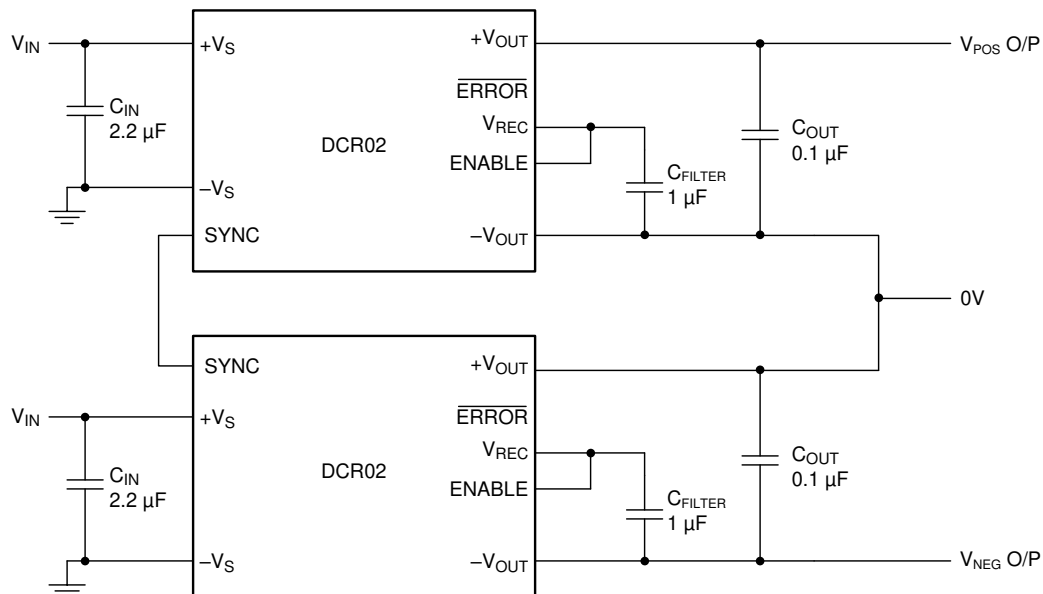 V_IN
+V_S
+V_OUT
V_POS O/P
ERROR
C_IN
2.2 µF
DCR02
V_REC
ENABLE
C_FILTER
1 µF
C_OUT
0.1 µF
–V_S
SYNC
–V_OUT
0V
SYNC
+V_OUT
V_IN
+V_S
ERROR
C_IN
2.2 µF
DCR02
V_REC
ENABLE
C_FILTER
1 µF
C_OUT
0.1 µF
–V_S
–V_OUT
V_NEG O/P